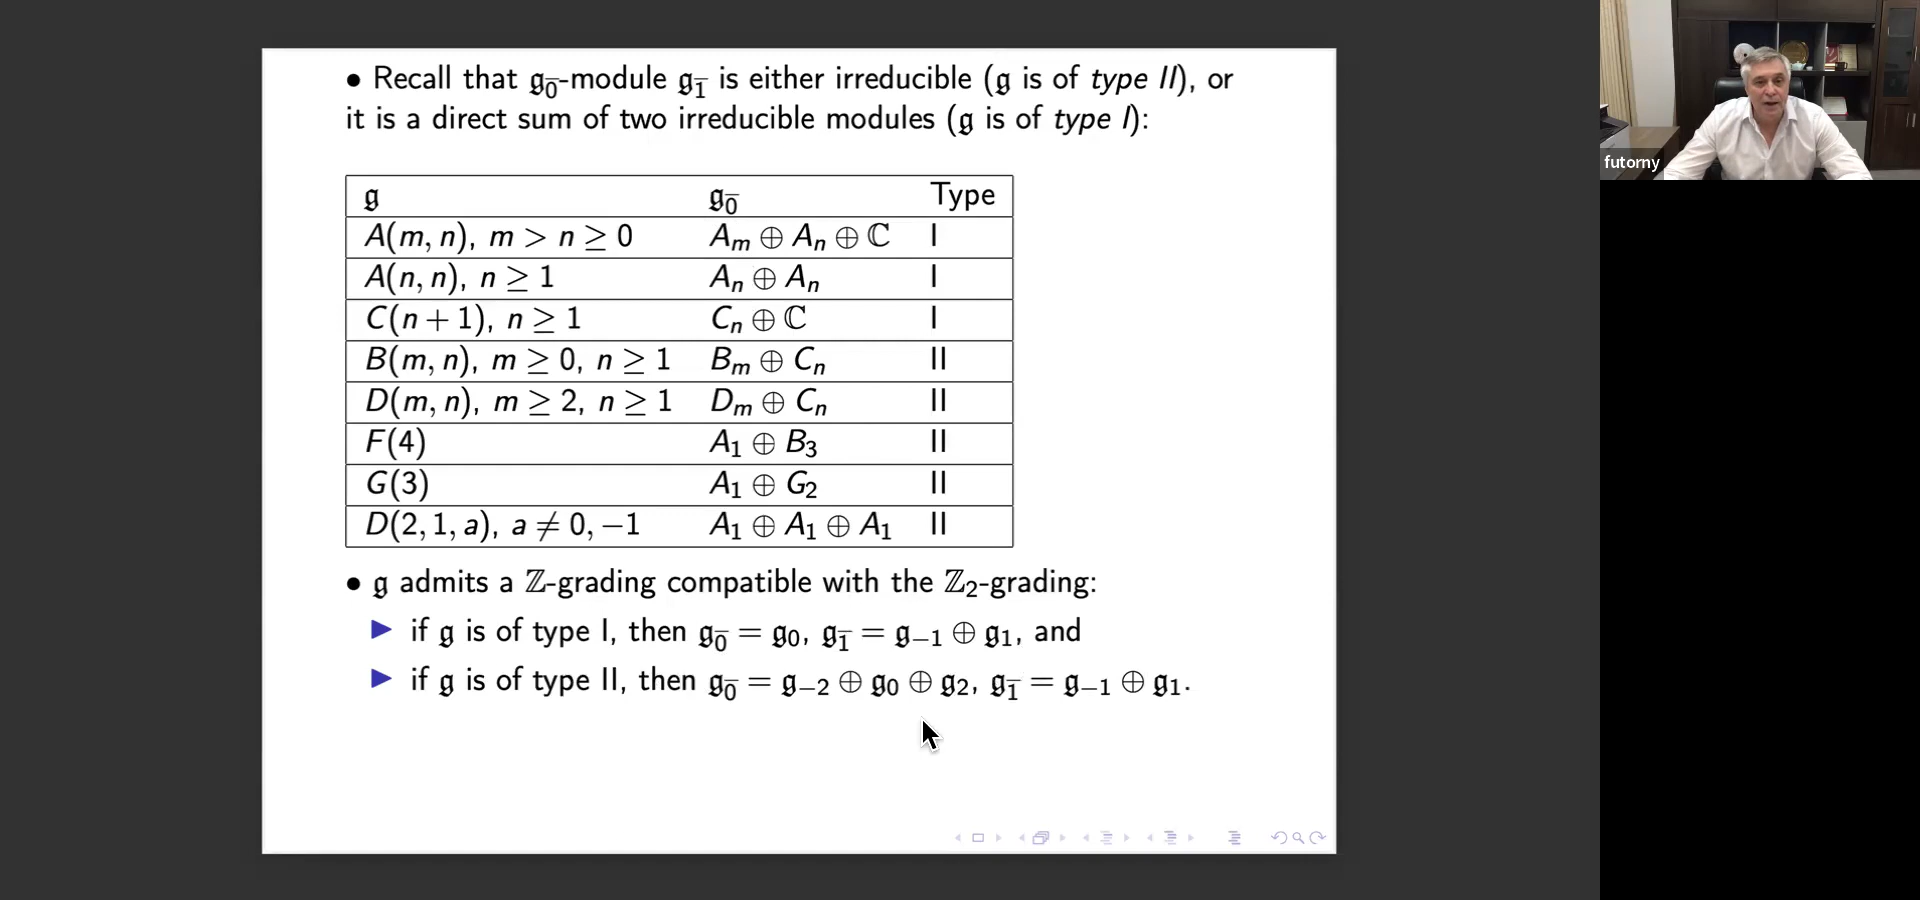 • Recall that 𝔤_0̅-module 𝔤_1̅ is either irreducible (𝔤 is of type II), or
it is a direct sum of two irreducible modules (𝔤 is of type I):
𝔤 𝔤_0̅ Type
A(m, n), m > n ≥ 0 A_m ⊕ A_n ⊕ ℂ I
A(n, n), n ≥ 1 A_n ⊕ A_n I
C(n + 1), n ≥ 1 C_n ⊕ ℂ I
B(m, n), m ≥ 0, n ≥ 1 B_m ⊕ C_n II
D(m, n), m ≥ 2, n ≥ 1 D_m ⊕ C_n II
F(4) A_1 ⊕ B_3 II
G(3) A_1 ⊕ G_2 II
D(2, 1, a), a ≠ 0, −1 A_1 ⊕ A_1 ⊕ A_1 II
• 𝔤 admits a ℤ-grading compatible with the ℤ_2-grading:
▶ if 𝔤 is of type I, then 𝔤_0̅ = 𝔤_0, 𝔤_1̅ = 𝔤_−1 ⊕ 𝔤_1, and
▶ if 𝔤 is of type II, then 𝔤_0̅ = 𝔤_−2 ⊕ 𝔤_0 ⊕ 𝔤_2, 𝔤_1̅ = 𝔤_−1 ⊕ 𝔤_1.
futorny